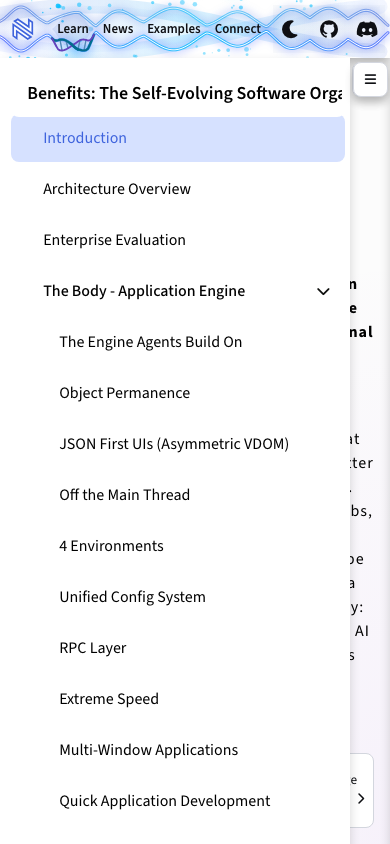 Learn News Examples Connect
Benefits: The Self-Evolving Software Orga
Introduction
Architecture Overview
Enterprise Evaluation
The Body - Application Engine
The Engine Agents Build On
Object Permanence
JSON First UIs (Asymmetric VDOM)
Off the Main Thread
4 Environments
Unified Config System
RPC Layer
Extreme Speed
Multi-Window Applications
Quick Application Development